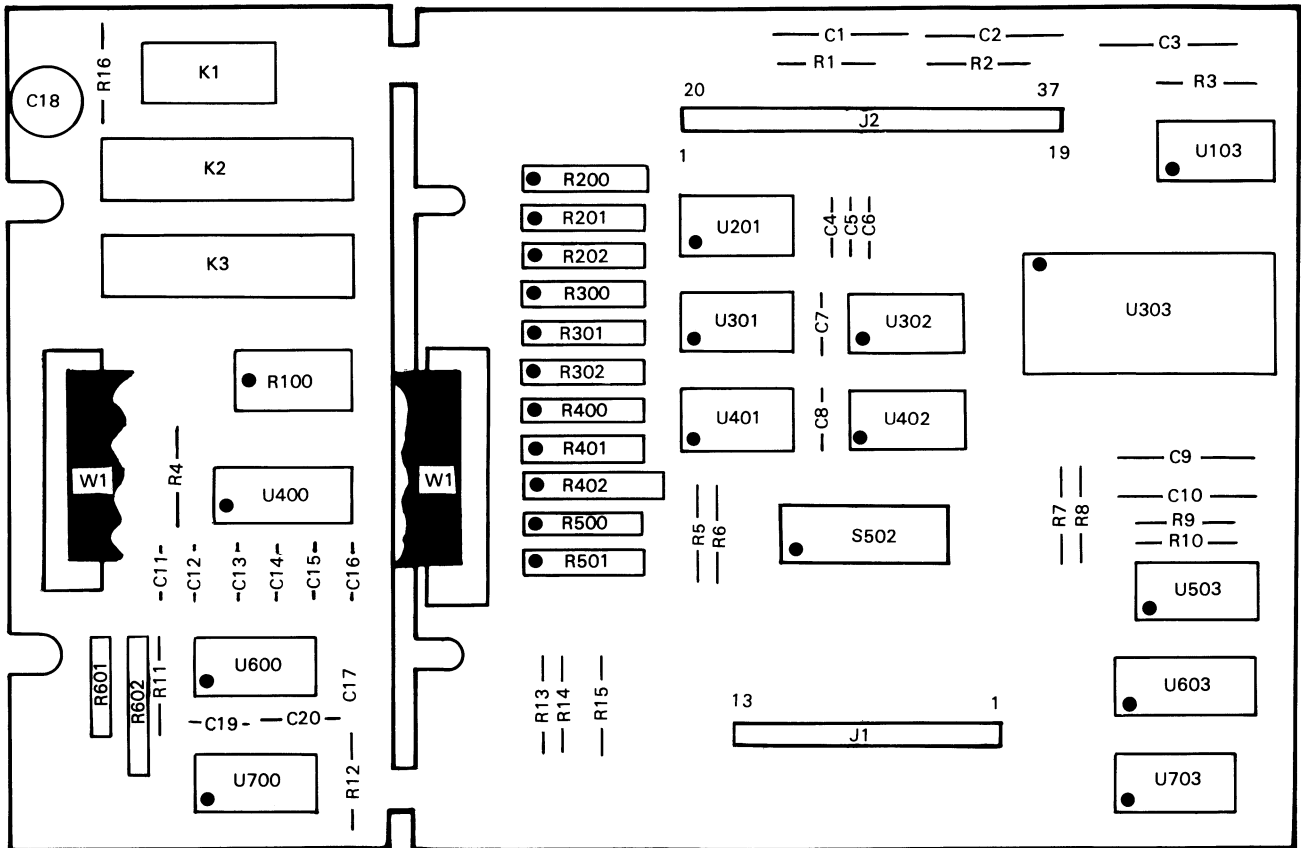 R16
K1
C18
K2
K3
R100
W1
R4
U400
C11
C12
C13
C14
C15
C16
R601
R602
R11
U600
C17
C19
C20
U700
R12
C1
C2
C3
R1
R2
R3
20
37
J2
1
19
U103
R200
R201
R202
R300
R301
R302
R400
R401
R402
R500
R501
W1
U201
C4
C5
C6
U301
C7
U302
U303
U401
C8
U402
R5
R6
S502
R7
R8
C9
C10
R9
R10
U503
R13
R14
R15
13
1
J1
U603
U703